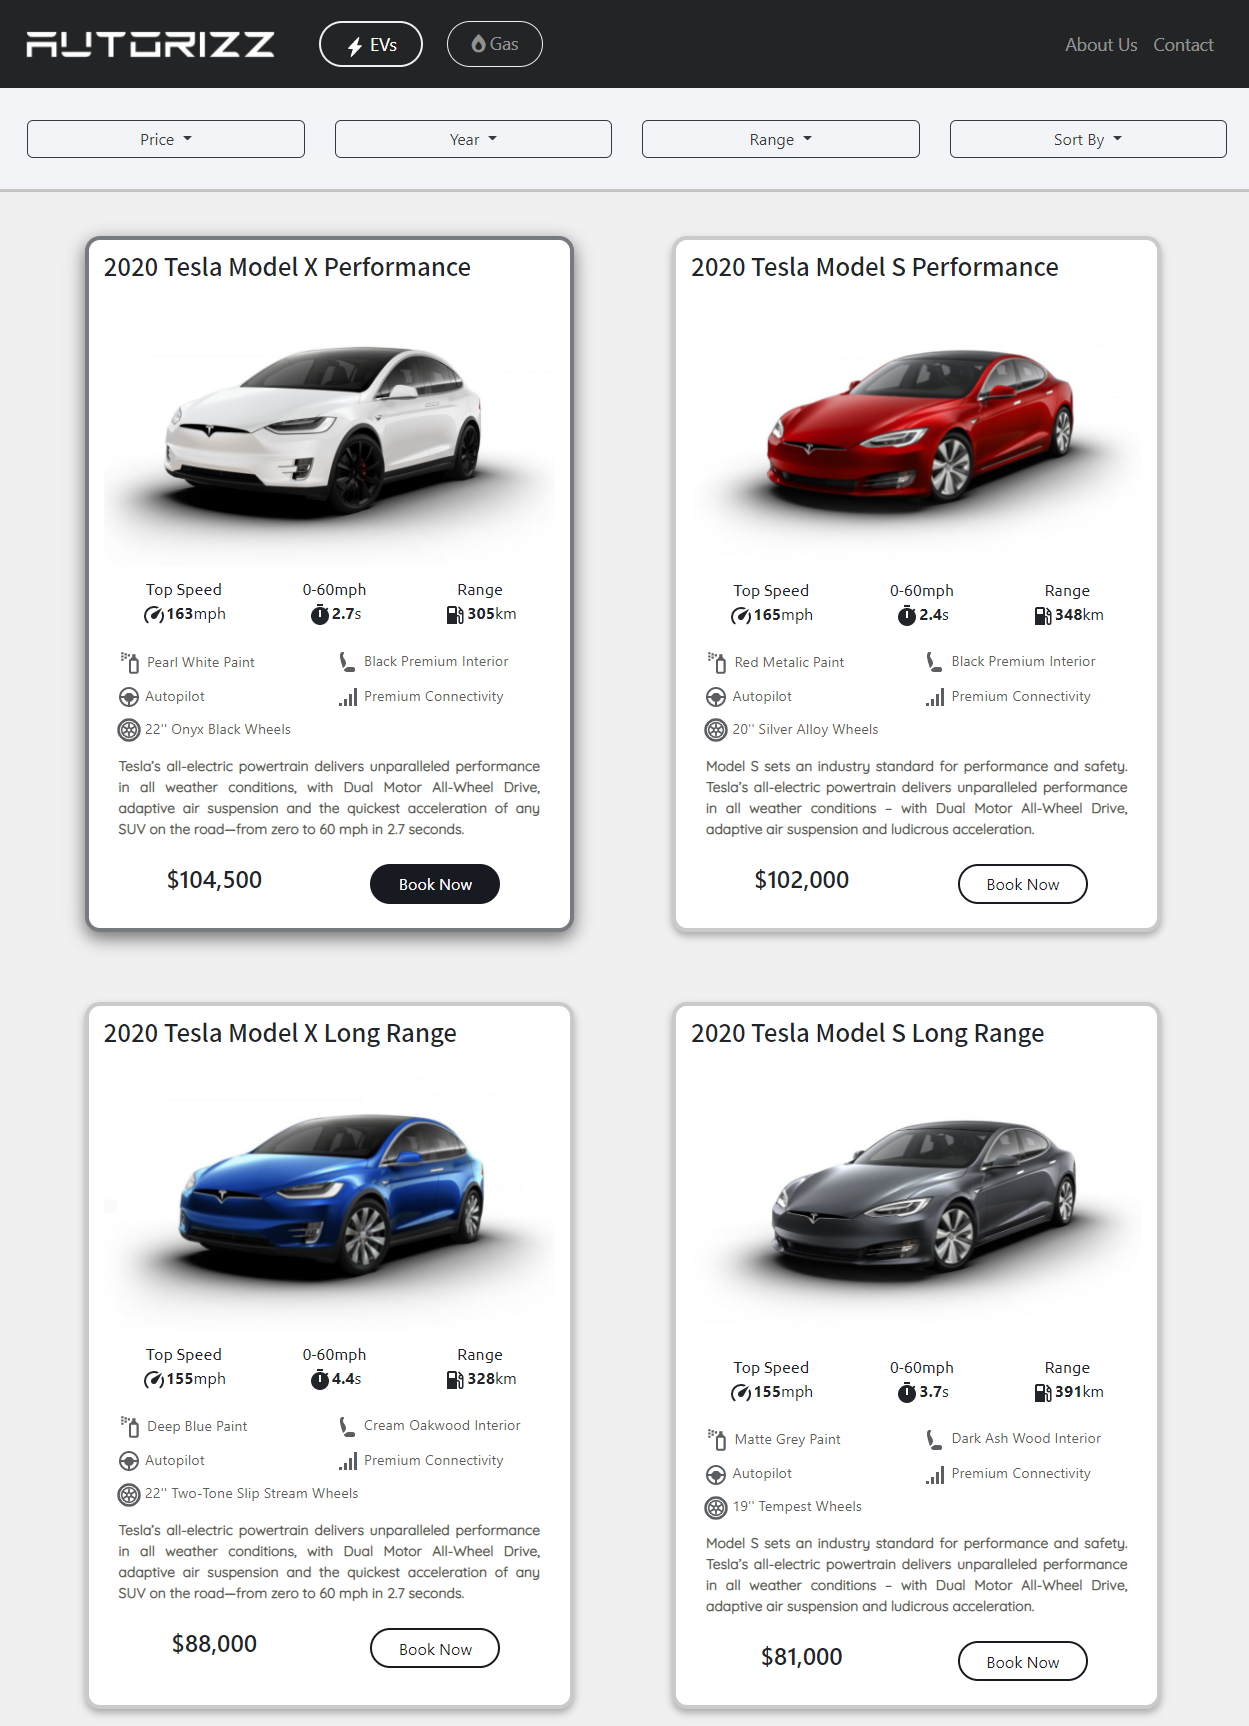 AUTORIZZ EVs Gas About Us Contact
Price Year Range Sort By
2020 Tesla Model X Performance
Top Speed 0-60mph Range
163mph 2.7s 305km
Pearl White Paint Black Premium Interior
Autopilot Premium Connectivity
22'' Onyx Black Wheels
Tesla's all-electric powertrain delivers unparalleled performance
in all weather conditions, with Dual Motor All-Wheel Drive,
adaptive air suspension and the quickest acceleration of any
SUV on the road—from zero to 60 mph in 2.7 seconds.
$104,500 Book Now
2020 Tesla Model S Performance
Top Speed 0-60mph Range
165mph 2.4s 348km
Red Metalic Paint Black Premium Interior
Autopilot Premium Connectivity
20'' Silver Alloy Wheels
Model S sets an industry standard for performance and safety.
Tesla's all-electric powertrain delivers unparalleled performance
in all weather conditions – with Dual Motor All-Wheel Drive,
adaptive air suspension and ludicrous acceleration.
$102,000 Book Now
2020 Tesla Model X Long Range
Top Speed 0-60mph Range
155mph 4.4s 328km
Deep Blue Paint Cream Oakwood Interior
Autopilot Premium Connectivity
22'' Two-Tone Slip Stream Wheels
Tesla's all-electric powertrain delivers unparalleled performance
in all weather conditions, with Dual Motor All-Wheel Drive,
adaptive air suspension and the quickest acceleration of any
SUV on the road—from zero to 60 mph in 2.7 seconds.
$88,000 Book Now
2020 Tesla Model S Long Range
Top Speed 0-60mph Range
155mph 3.7s 391km
Matte Grey Paint Dark Ash Wood Interior
Autopilot Premium Connectivity
19'' Tempest Wheels
Model S sets an industry standard for performance and safety.
Tesla's all-electric powertrain delivers unparalleled performance
in all weather conditions – with Dual Motor All-Wheel Drive,
adaptive air suspension and ludicrous acceleration.
$81,000 Book Now